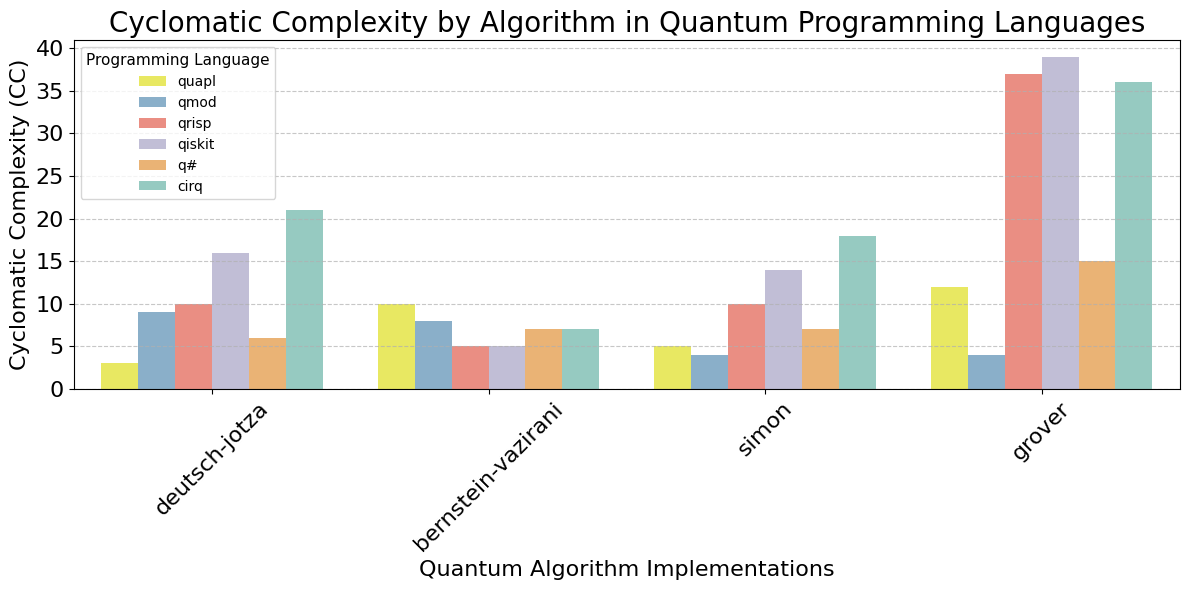 Cyclomatic Complexity by Algorithm in Quantum Programming Languages
Cyclomatic Complexity (CC)
40
35
30
25
20
15
10
5
0
Programming Language
quapl
qmod
qrisp
qiskit
q#
cirq
deutsch-jotza
bernstein-vazirani
simon
grover
Quantum Algorithm Implementations